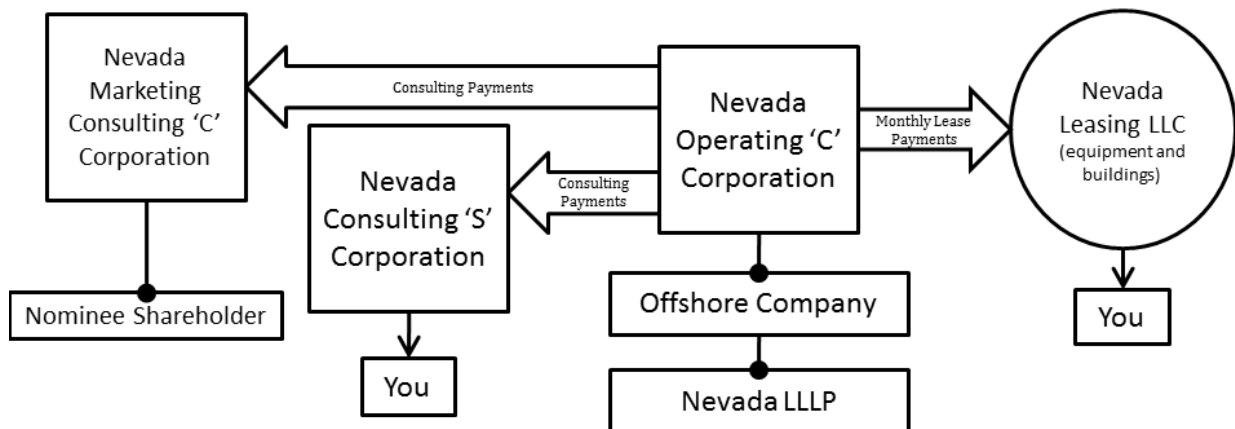 Nevada
Marketing
Consulting ‘C’
Corporation
Consulting Payments
Nevada
Operating ‘C’
Corporation
Monthly Lease
Payments
Nevada
Leasing LLC
(equipment and
buildings)
Nevada
Consulting ‘S’
Corporation
Consulting
Payments
Nominee Shareholder
Offshore Company
You
You
Nevada LLLP